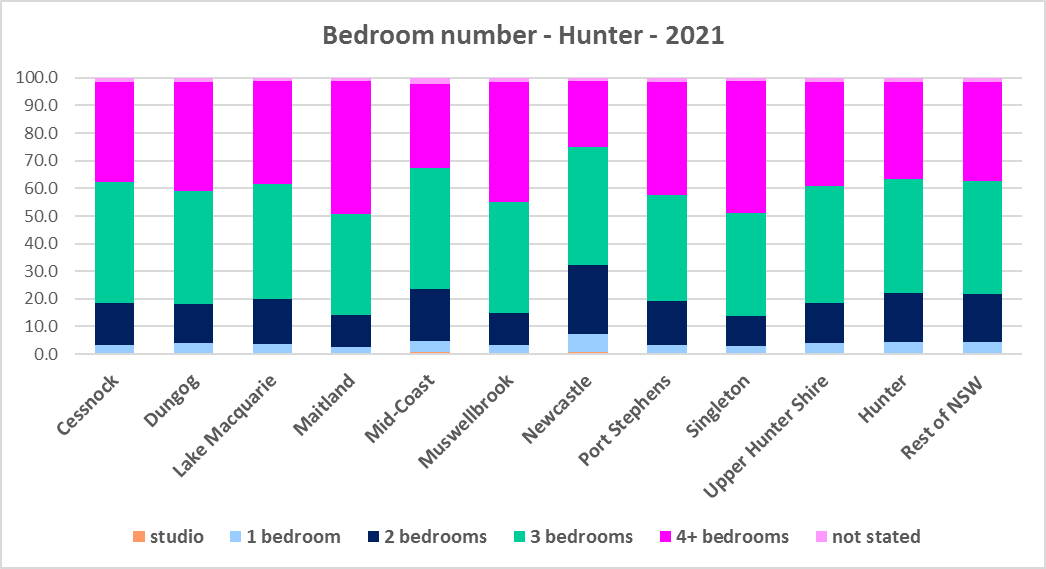 Bedroom number - Hunter - 2021
100.0
90.0
80.0
70.0
60.0
50.0
40.0
30.0
20.0
10.0
0.0
Cessnock
Dungog
Lake Macquarie
Maitland
Mid-Coast
Muswellbrook
Newcastle
Port Stephens
Singleton
Upper Hunter Shire
Hunter
Rest of NSW
studio
1 bedroom
2 bedrooms
3 bedrooms
4+ bedrooms
not stated